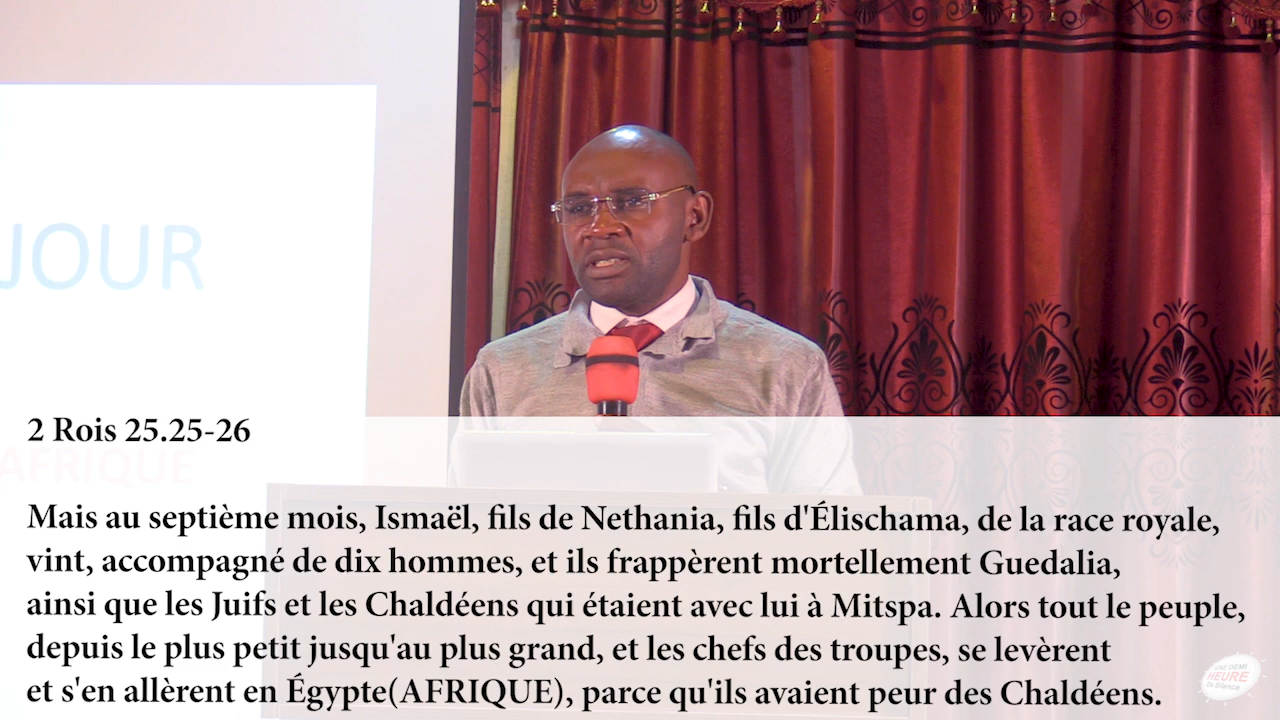 JOUR
2 Rois 25.25-26
AFRIQUE
Mais au septième mois, Ismaël, fils de Nethania, fils d'Élischama, de la race royale,
vint, accompagné de dix hommes, et ils frappèrent mortellement Guedalia,
ainsi que les Juifs et les Chaldéens qui étaient avec lui à Mitspa. Alors tout le peuple,
depuis le plus petit jusqu'au plus grand, et les chefs des troupes, se levèrent
et s'en allèrent en Égypte(AFRIQUE), parce qu'ils avaient peur des Chaldéens.
UNE DEMI
HEURE
De Silence